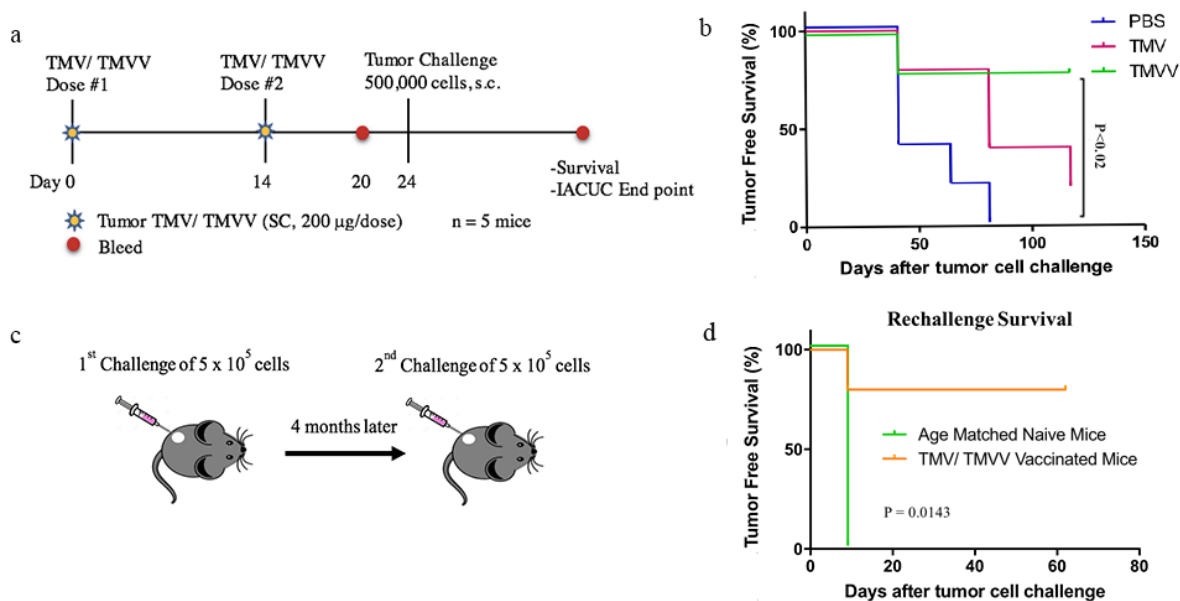 a
TMV/ TMVV
Dose #1
TMV/ TMVV
Dose #2
Tumor Challenge
500,000 cells, s.c.
Day 0
14
20
24
-Survival
-IACUC End point
Tumor TMV/ TMVV (SC, 200 µg/dose)
n = 5 mice
Bleed
b
Tumor Free Survival (%)
100
50
0
0
50
100
150
Days after tumor cell challenge
PBS
TMV
TMVV
P<0.02
c
1st Challenge of 5 x 10⁵ cells
2nd Challenge of 5 x 10⁵ cells
4 months later
d
Rechallenge Survival
Tumor Free Survival (%)
100
50
0
Age Matched Naive Mice
TMV/ TMVV Vaccinated Mice
P = 0.0143
0
20
40
60
80
Days after tumor cell challenge